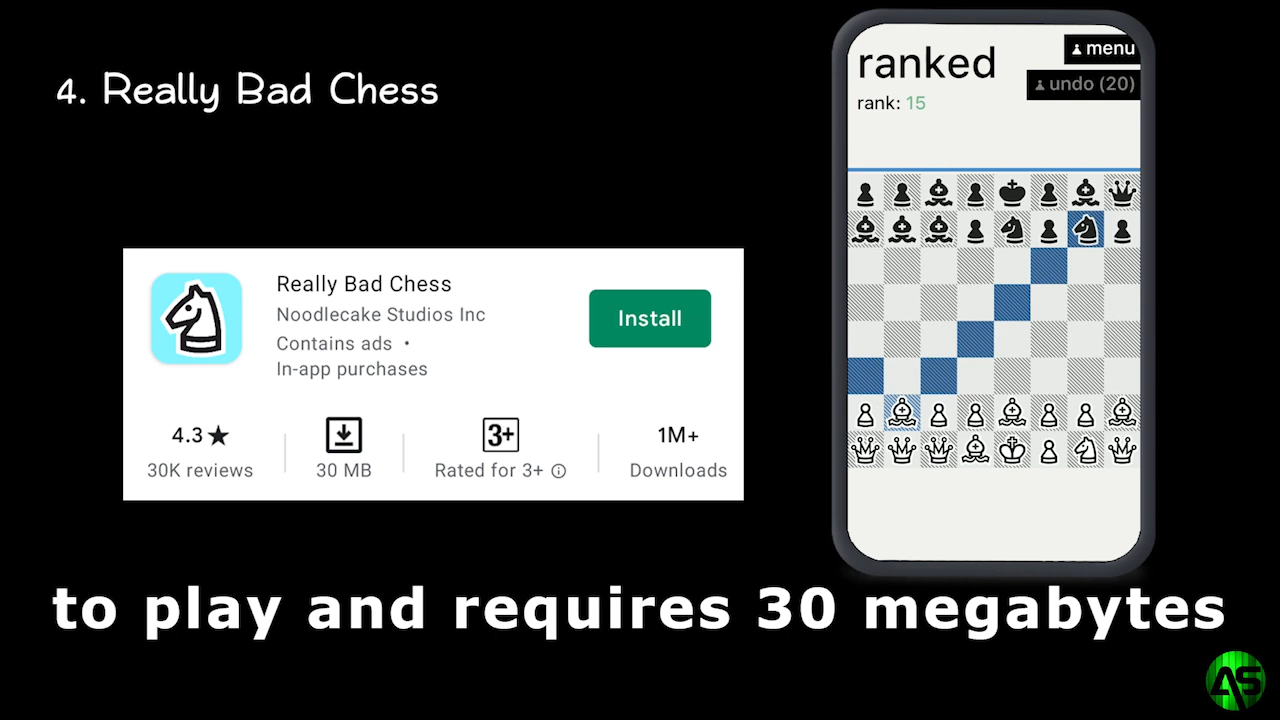 4. Really Bad Chess
ranked
rank: 15
menu
undo (20)
Really Bad Chess
Noodlecake Studios Inc
Contains ads •
In-app purchases
Install
4.3★
30K reviews
30 MB
3+
Rated for 3+
1M+
Downloads
to play and requires 30 megabytes
AS